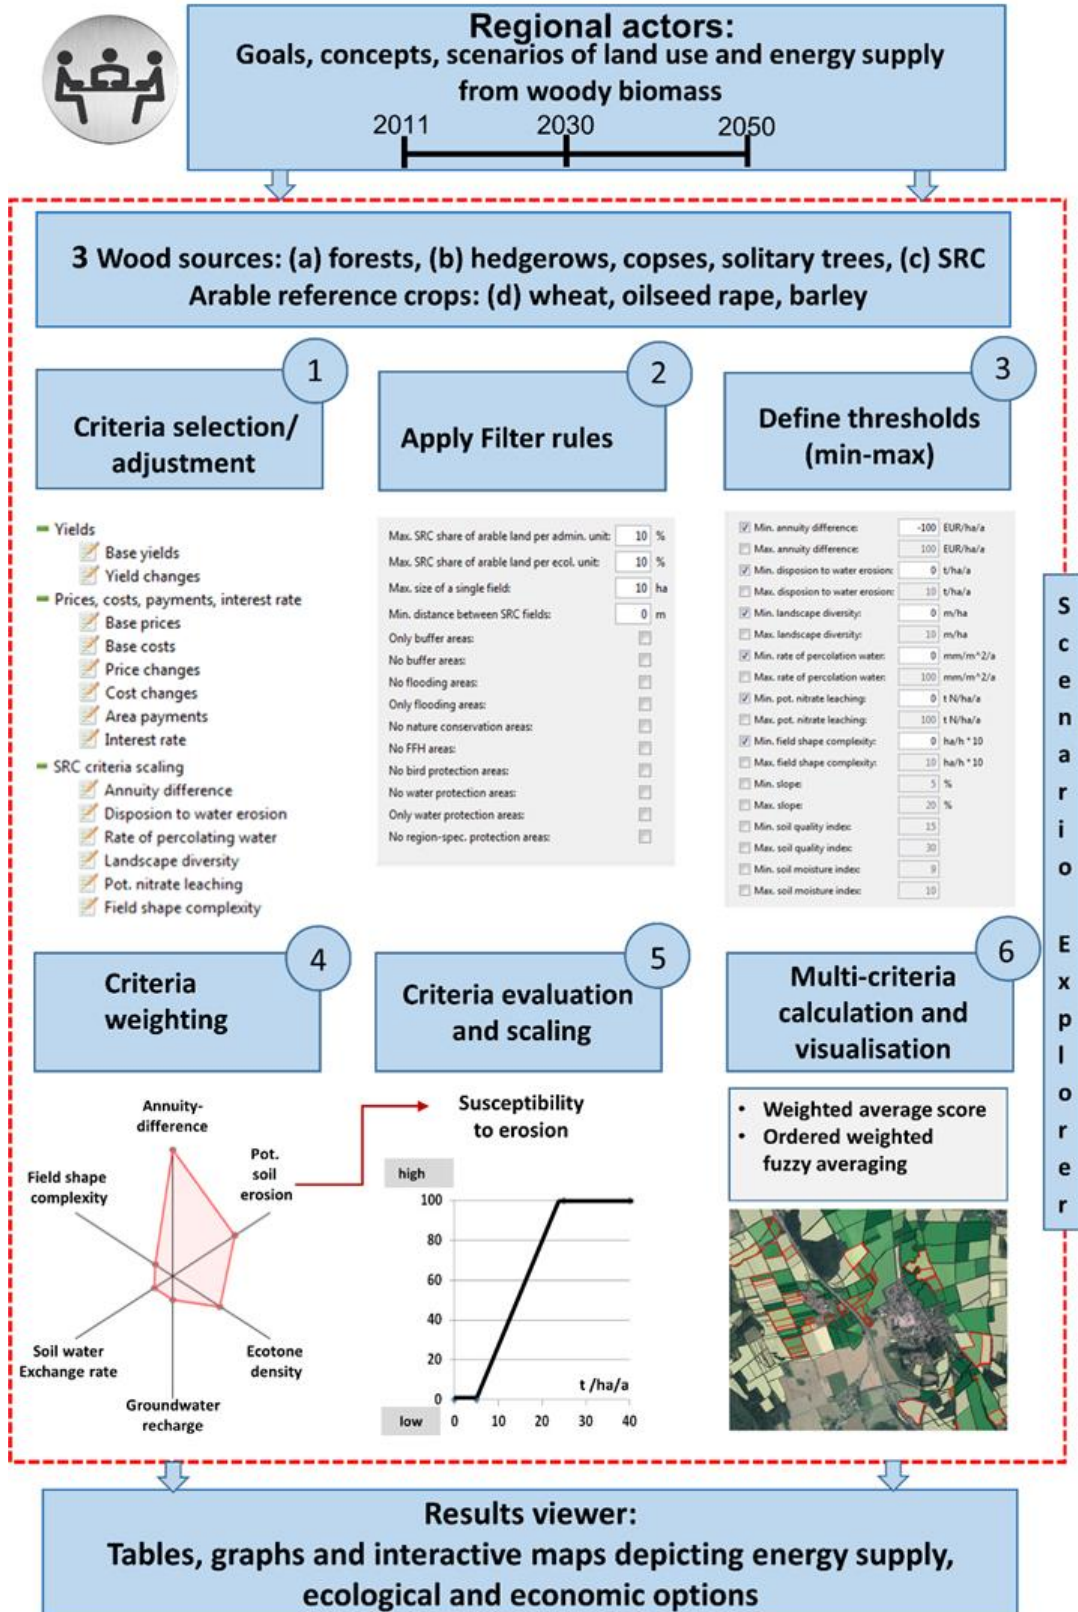 Regional actors:
Goals, concepts, scenarios of land use and energy supply
from woody biomass
2011 2030 2050
3 Wood sources: (a) forests, (b) hedgerows, copses, solitary trees, (c) SRC
Arable reference crops: (d) wheat, oilseed rape, barley
1
Criteria selection/
adjustment
2
Apply Filter rules
3
Define thresholds
(min-max)
Yields
Base yields
Yield changes
Prices, costs, payments, interest rate
Base prices
Base costs
Price changes
Cost changes
Area payments
Interest rate
SRC criteria scaling
Annuity difference
Dispostion to water erosion
Rate of percolating water
Landscape diversity
Pot. nitrate leaching
Field shape complexity
Max. SRC share of arable land per admin. unit: 10 %
Max. SRC share of arable land per ecol. unit: 10 %
Max. size of a single field: 10 ha
Min. distance between SRC fields: 0 m
Only buffer areas:
No buffer areas:
No flooding areas:
Only flooding areas:
No nature conservation areas:
No FFH areas:
No bird protection areas:
No water protection areas:
Only water protection areas:
No region-spec. protection areas:
Min. annuity difference: -100 EUR/ha/a
Max. annuity difference: 100 EUR/ha/a
Min. disposion to water erosion: 0 t/ha/a
Max. disposion to water erosion: 10 t/ha/a
Min. landscape diversity: 0 m/ha
Max. landscape diversity: 10 m/ha
Min. rate of percolation water: 0 mm/m^2/a
Max. rate of percolation water: 100 mm/m^2/a
Min. pot. nitrate leaching: 0 t N/ha/a
Max. pot. nitrate leaching: 100 t N/ha/a
Min. field shape complexity: 0 ha/h * 10
Max. field shape complexity: 10 ha/h * 10
Min. slope: 5 %
Max. slope: 20 %
Min. soil quality index: 15
Max. soil quality index: 30
Min. soil moisture index: 9
Max. soil moisture index: 10
Scenario Explorer
4
Criteria
weighting
5
Criteria evaluation
and scaling
6
Multi-criteria
calculation and
visualisation
Annuity-
difference
Pot.
soil
erosion
Field shape
complexity
Soil water
Exchange rate
Ecotone
density
Groundwater
recharge
Susceptibility
to erosion
high
100
80
60
40
20
0
t /ha/a
low
0 10 20 30 40
• Weighted average score
• Ordered weighted
fuzzy averaging
Results viewer:
Tables, graphs and interactive maps depicting energy supply,
ecological and economic options